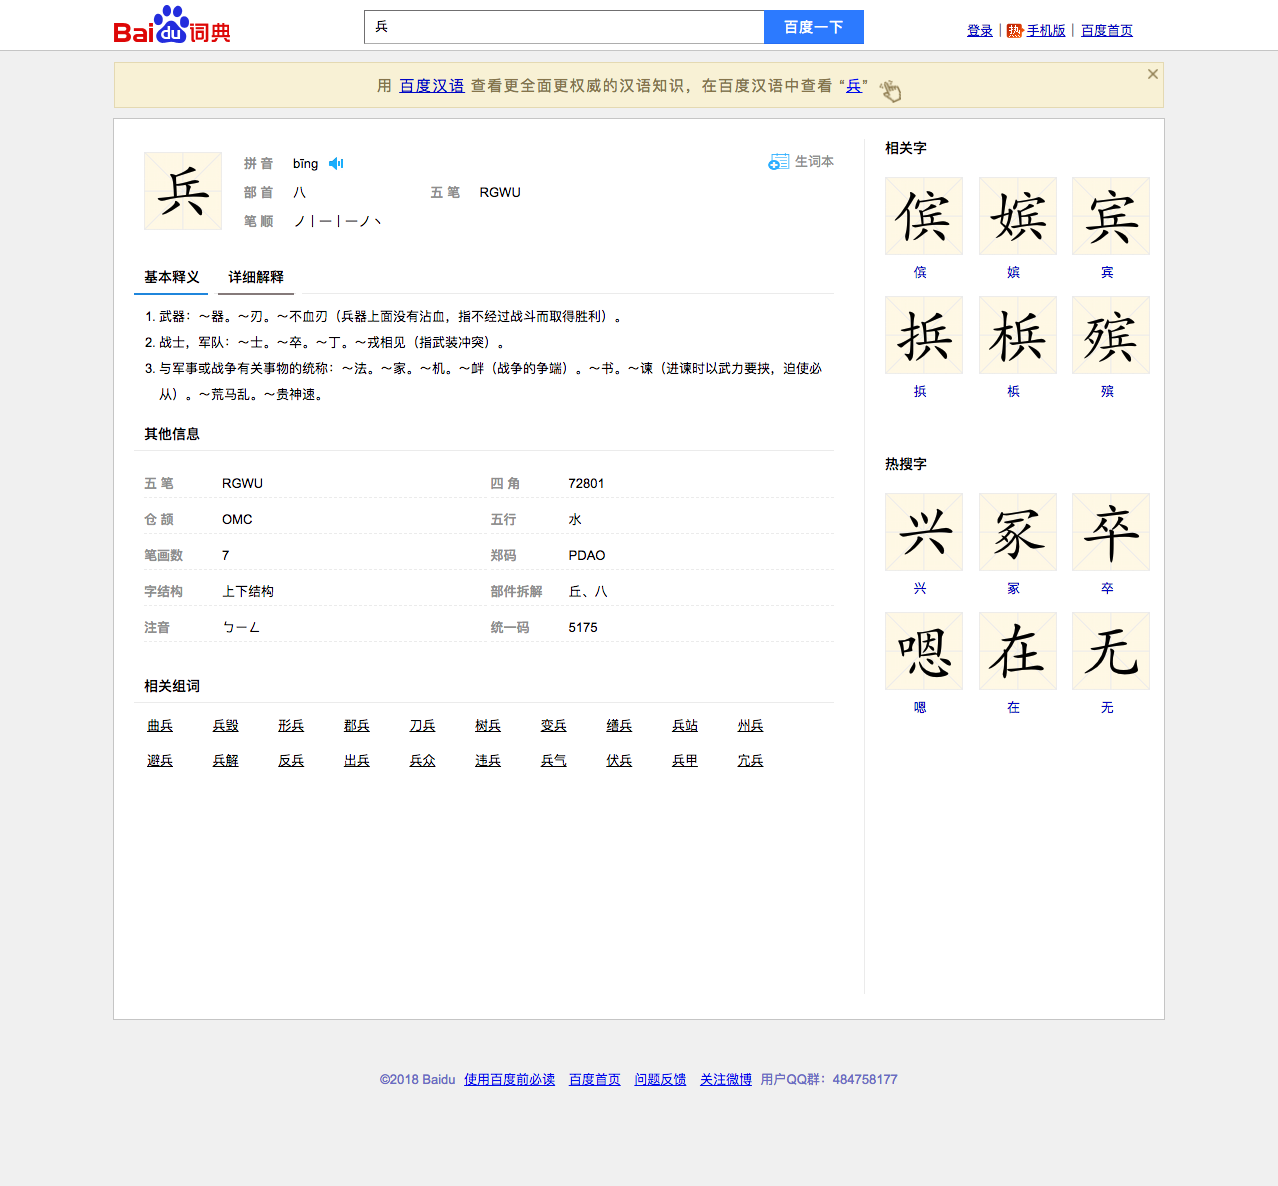 Baidu词典
兵
百度一下
登录 | 热 手机版 | 百度首页
用 百度汉语 查看更全面更权威的汉语知识，在百度汉语中查看 “兵”
兵
拼 音 bīng
生词本
部 首 八 五 笔 RGWU
笔 顺 ノ丨一丨一ノ丶
基本释义 详细解释
1. 武器：～器。～刃。～不血刃（兵器上面没有沾血，指不经过战斗而取得胜利）。
2. 战士，军队：～士。～卒。～丁。～戎相见（指武装冲突）。
3. 与军事或战争有关事物的统称：～法。～家。～机。～衅（战争的争端）。～书。～谏（进谏时以武力要挟，迫使必
从）。～荒马乱。～贵神速。
其他信息
五 笔 RGWU 四 角 72801
仓 颉 OMC 五行 水
笔画数 7 郑码 PDAO
字结构 上下结构 部件拆解 丘、八
注音 ㄅㄧㄥ 统一码 5175
相关组词
曲兵 兵毁 形兵 郡兵 刀兵 树兵 变兵 缮兵 兵站 州兵
避兵 兵解 反兵 出兵 兵众 违兵 兵气 伏兵 兵甲 宂兵
相关字
傧 嫔 宾
傧 嫔 宾
捠 梹 殡
捠 梹 殡
热搜字
兴 冢 卒
兴 冢 卒
嗯 在 无
嗯 在 无
©2018 Baidu 使用百度前必读 百度首页 问题反馈 关注微博 用户QQ群：484758177